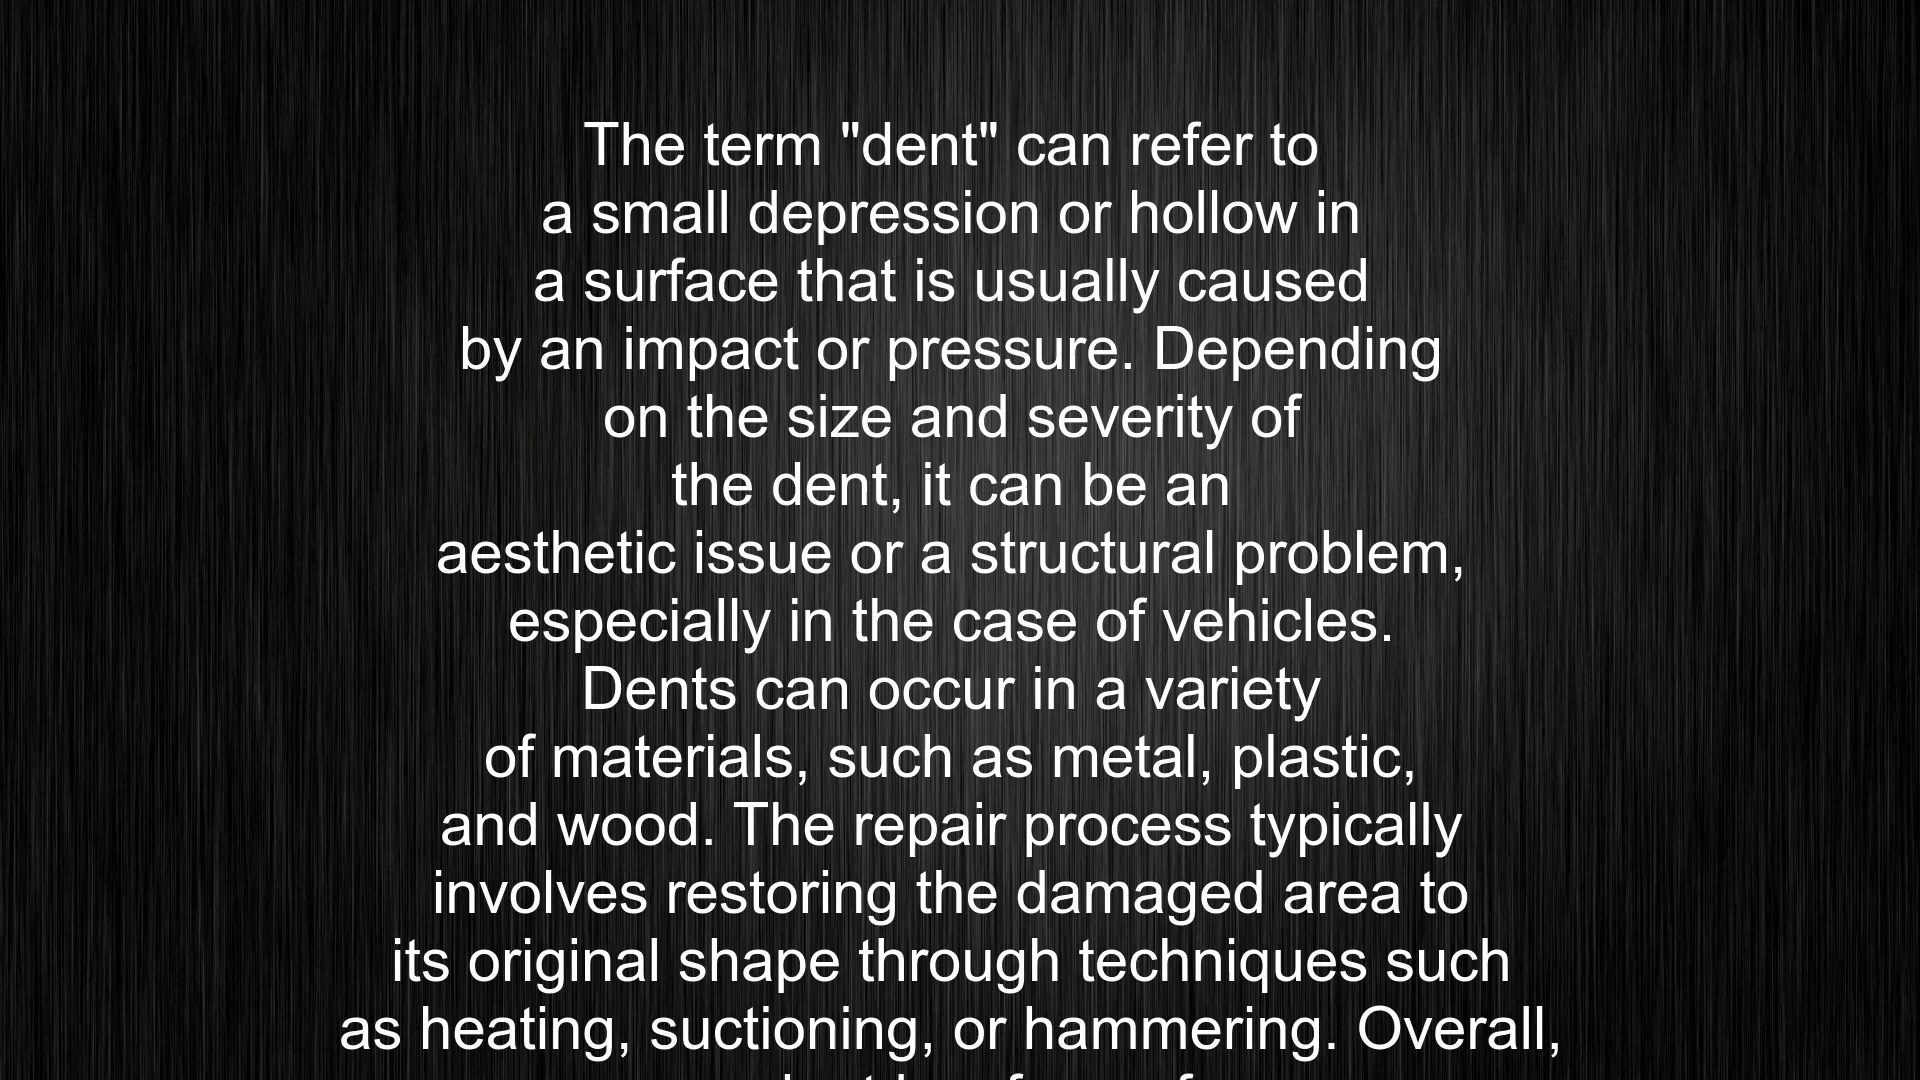 The term "dent" can refer to
a small depression or hollow in
a surface that is usually caused
by an impact or pressure. Depending
on the size and severity of
the dent, it can be an
aesthetic issue or a structural problem,
especially in the case of vehicles.
Dents can occur in a variety
of materials, such as metal, plastic,
and wood. The repair process typically
involves restoring the damaged area to
its original shape through techniques such
as heating, suctioning, or hammering. Overall,